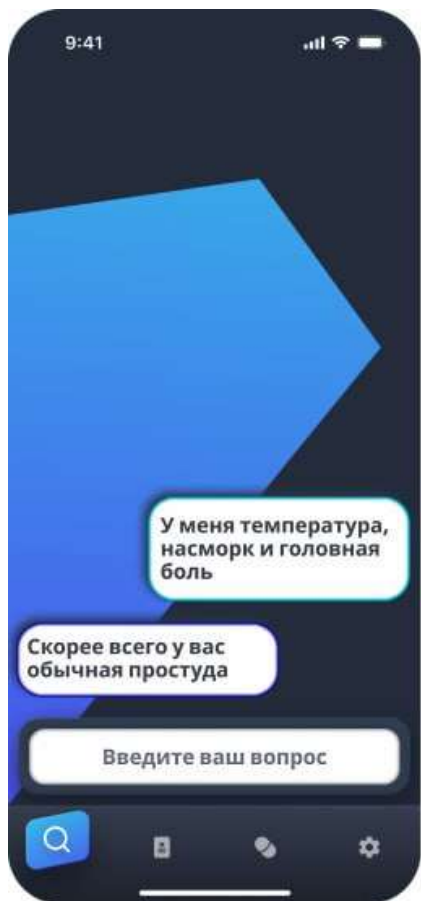 9:41
У меня температура,
насморк и головная
боль
Скорее всего у вас
обычная простуда
Введите ваш вопрос